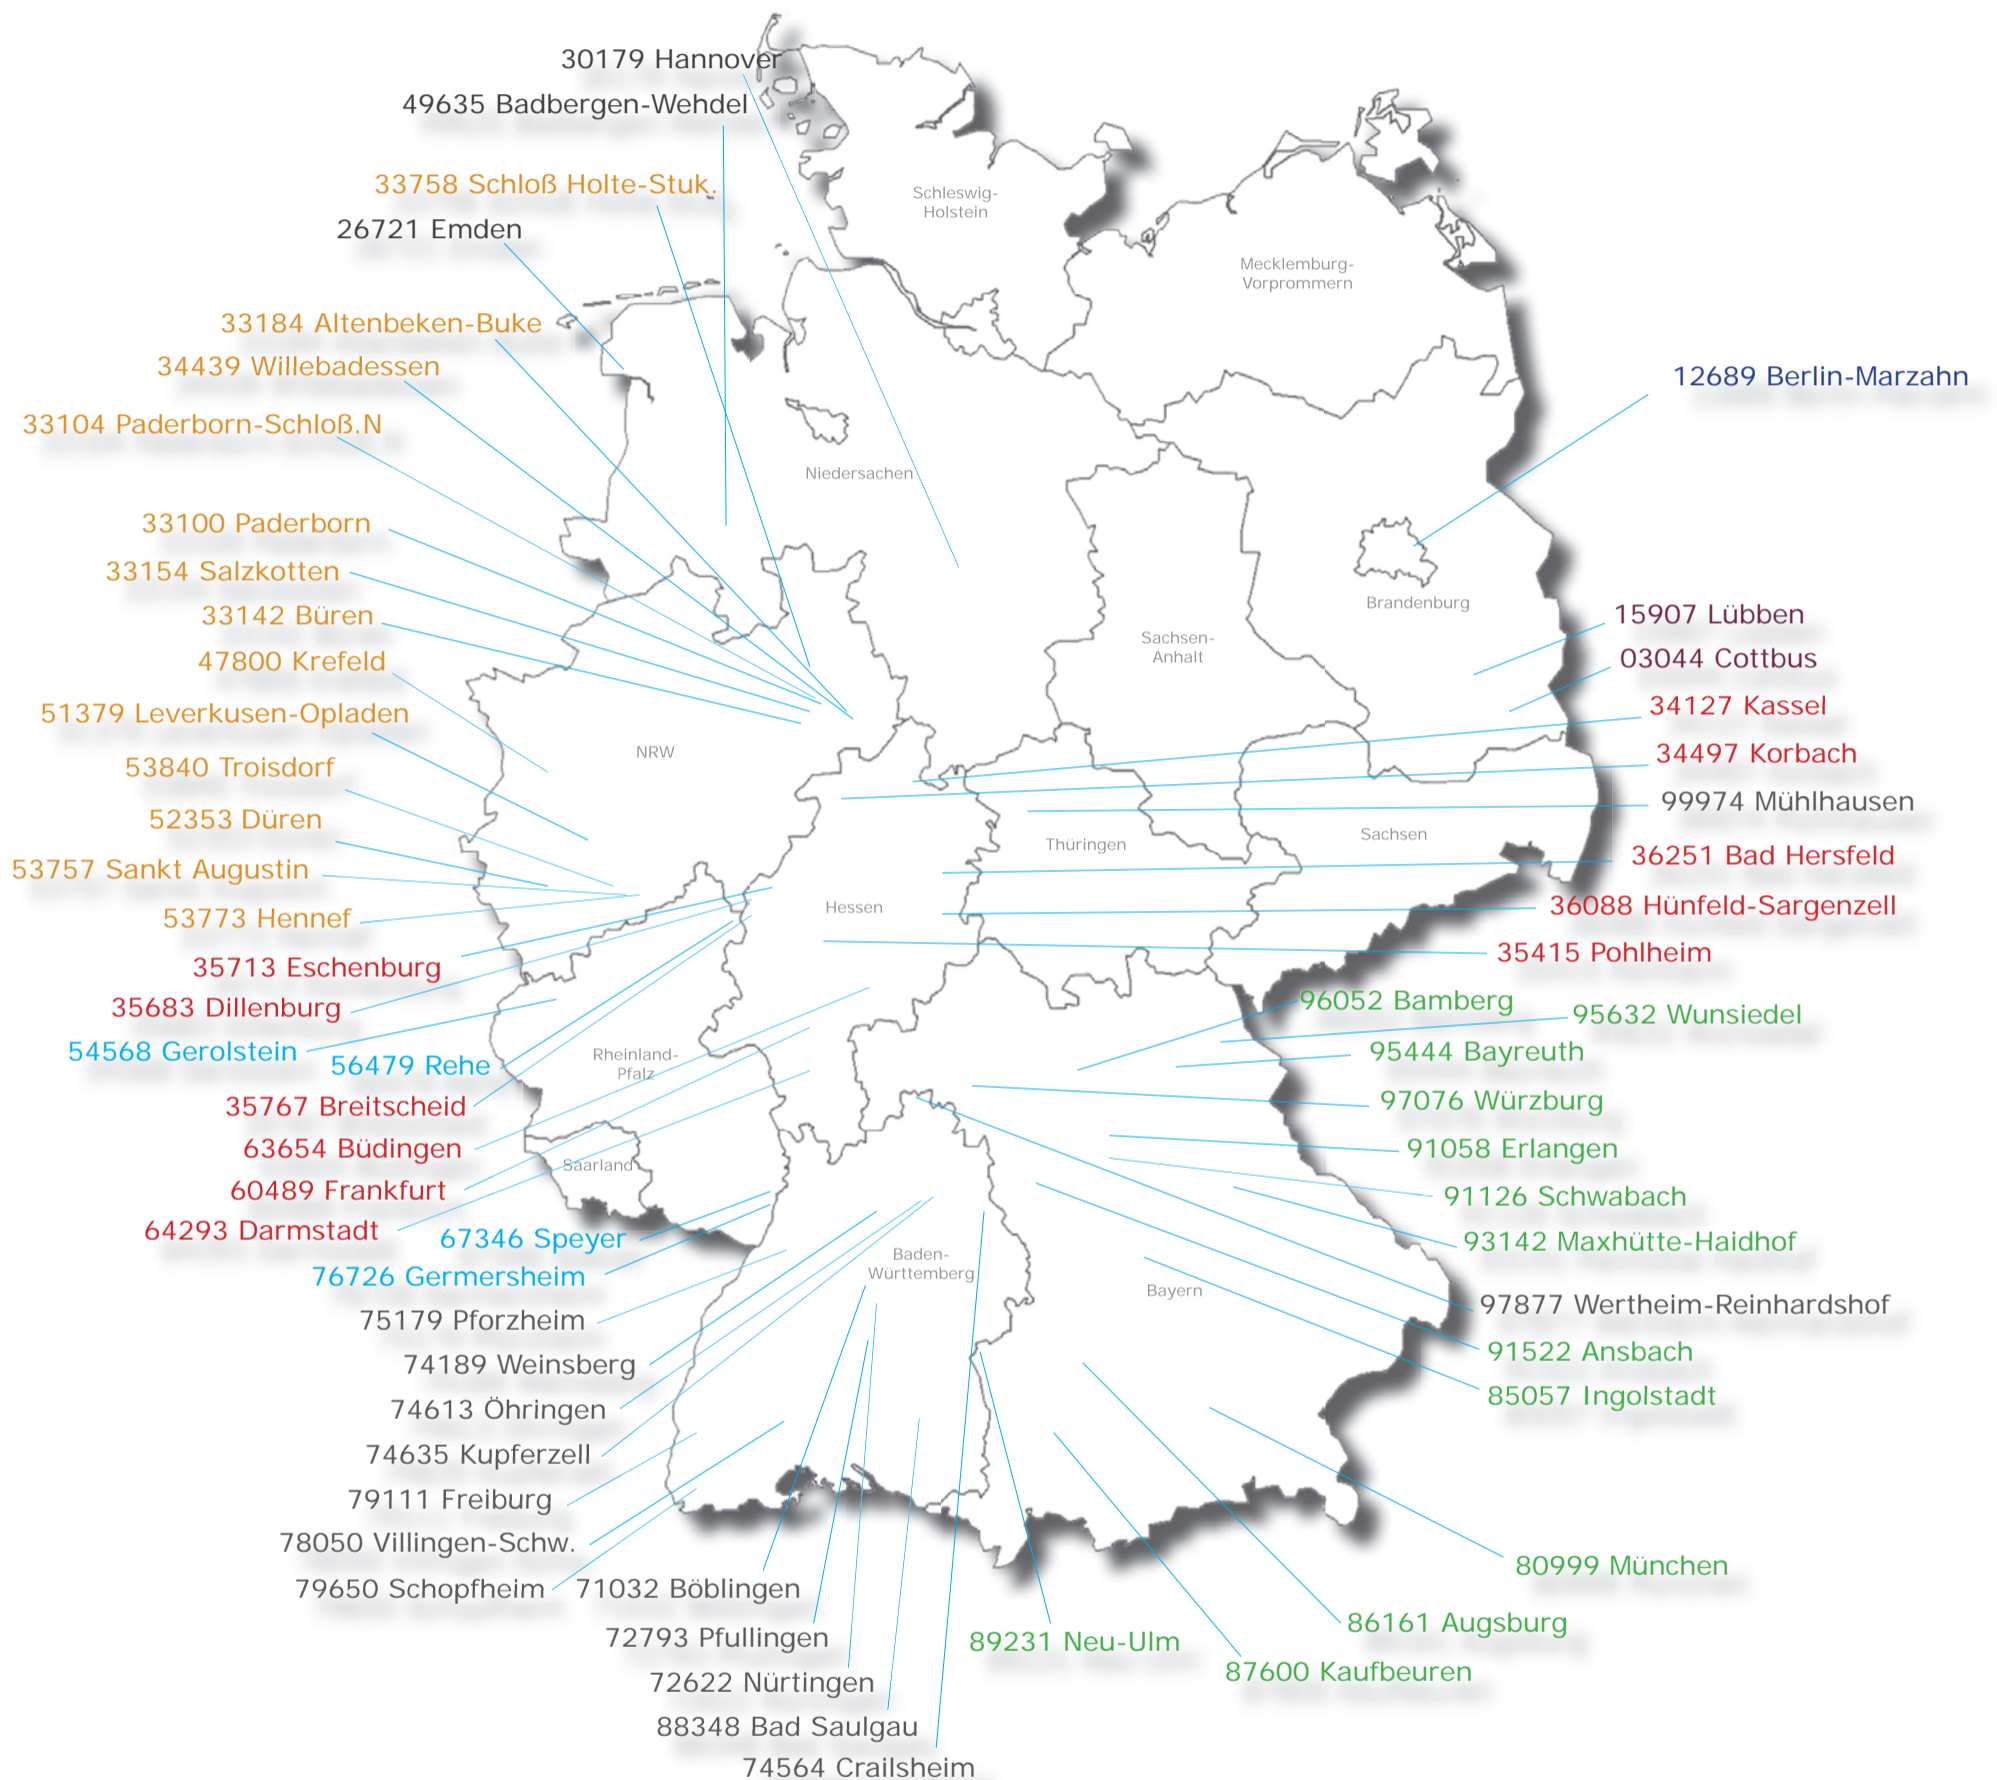 30179 Hannover
49635 Badbergen-Wehdel
33758 Schloß Holte-Stuk.
26721 Emden
33184 Altenbeken-Buke
34439 Willebadessen
33104 Paderborn-Schloß.N
33100 Paderborn
33154 Salzkotten
33142 Büren
47800 Krefeld
51379 Leverkusen-Opladen
53840 Troisdorf
52353 Düren
53757 Sankt Augustin
53773 Hennef
35713 Eschenburg
35683 Dillenburg
54568 Gerolstein
56479 Rehe
35767 Breitscheid
63654 Büdingen
60489 Frankfurt
64293 Darmstadt
67346 Speyer
76726 Germersheim
75179 Pforzheim
74189 Weinsberg
74613 Öhringen
74635 Kupferzell
79111 Freiburg
78050 Villingen-Schw.
79650 Schopfheim
71032 Böblingen
72793 Pfullingen
72622 Nürtingen
88348 Bad Saulgau
74564 Crailsheim
Schleswig-
Holstein
Mecklemburg-
Vorprommern
Niedersachen
Brandenburg
Sachsen-
Anhalt
NRW
Thüringen
Sachsen
Hessen
Rheinland-
Pfalz
Saarland
Baden-
Württemberg
Bayern
12689 Berlin-Marzahn
15907 Lübben
03044 Cottbus
34127 Kassel
34497 Korbach
99974 Mühlhausen
36251 Bad Hersfeld
36088 Hünfeld-Sargenzell
35415 Pohlheim
96052 Bamberg
95632 Wunsiedel
95444 Bayreuth
97076 Würzburg
91058 Erlangen
91126 Schwabach
93142 Maxhütte-Haidhof
97877 Wertheim-Reinhardshof
91522 Ansbach
85057 Ingolstadt
80999 München
86161 Augsburg
89231 Neu-Ulm
87600 Kaufbeuren